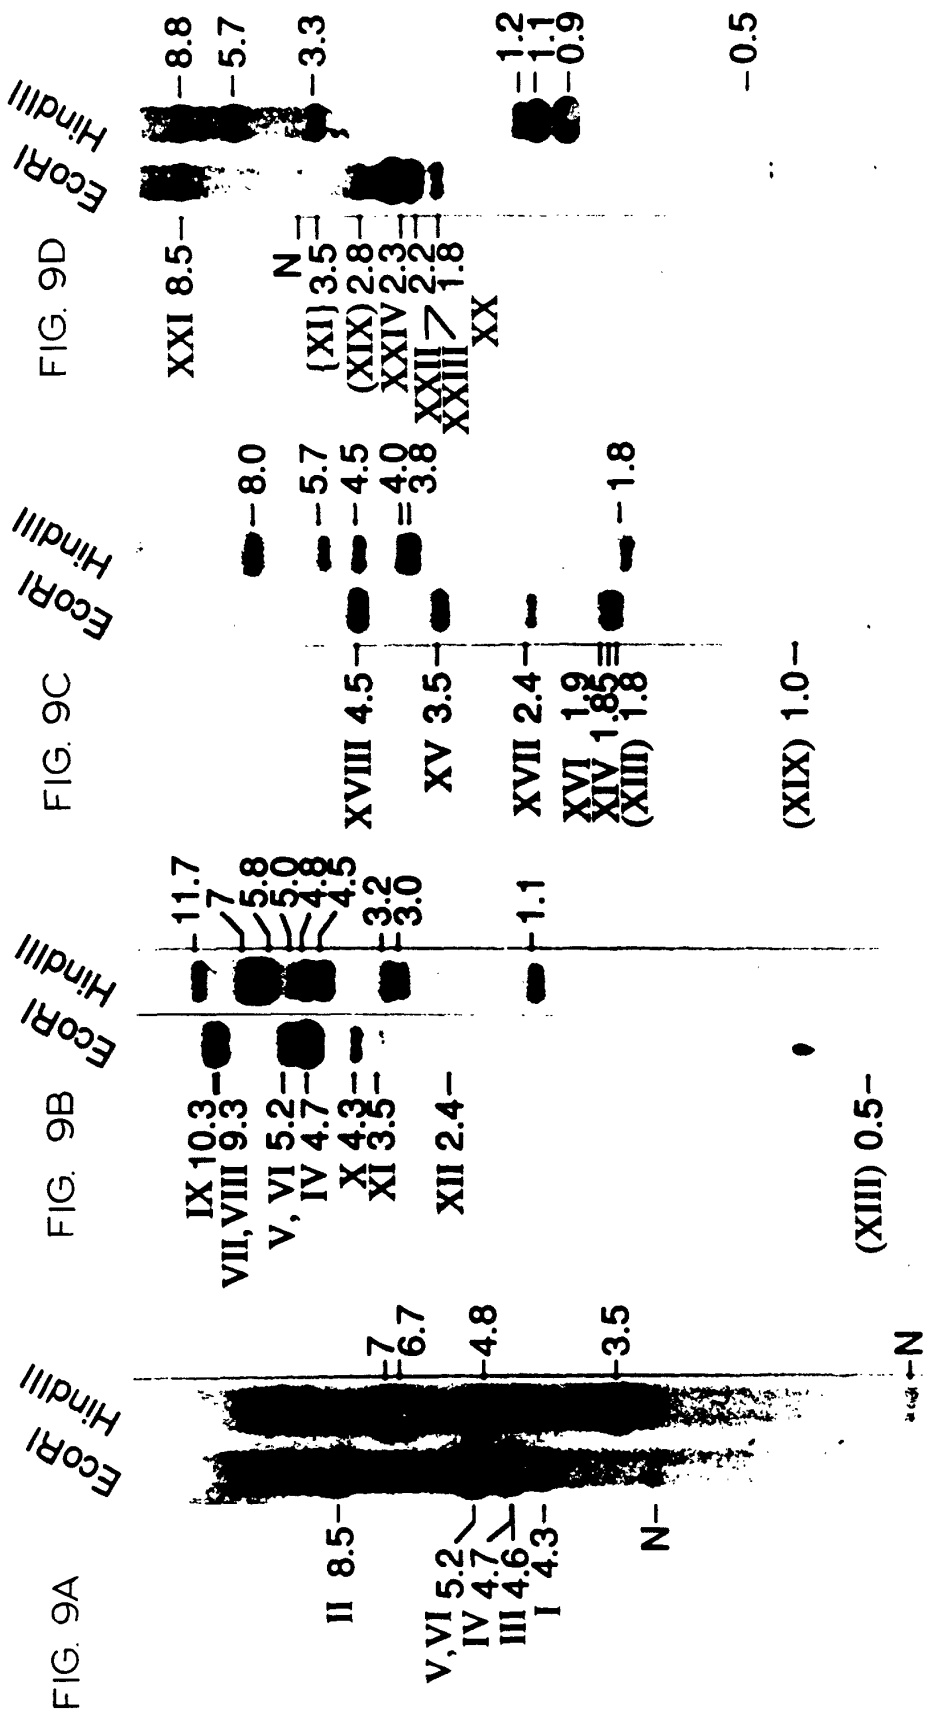 FIG. 9A
EcoRI
HindIII
II 8.5
V, VI 5.2
IV 4.7
III 4.6
I 4.3
N
7
6.7
4.8
3.5
N
FIG. 9B
EcoRI
HindIII
IX 10.3
VII, VIII 9.3
V, VI 5.2
IV 4.7
X 4.3
XI 3.5
XII 2.4
(XIII) 0.5
11.7
7
5.8
5.0
4.8
4.5
3.2
3.0
1.1
FIG. 9C
EcoRI
HindIII
XVIII 4.5
XV 3.5
XVII 2.4
XVI 1.9
XIV 1.85
(XIII) 1.8
(XIX) 1.0
8.0
5.7
4.5
4.0
3.8
1.8
FIG. 9D
EcoRI
HindIII
XXI 8.5
N
{XI} 3.5
(XIX) 2.8
XXIV 2.3
XXII 2.2
XXIII 1.8
XX
8.8
5.7
3.3
1.2
1.1
0.9
0.5